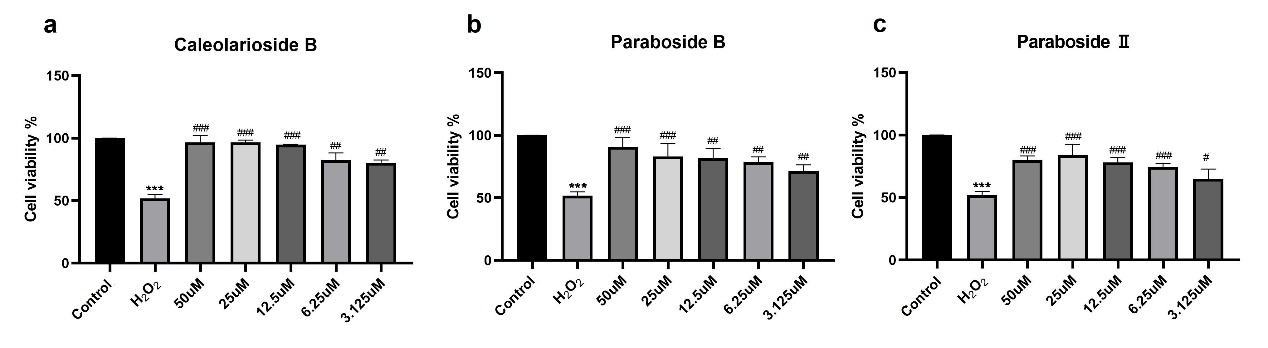 a
Caleolarioside B
Cell viability %
150
100
50
0
***
###
###
###
##
##
Control
H₂O₂
50uM
25uM
12.5uM
6.25uM
3.125uM
b
Paraboside B
Cell viability %
150
100
50
0
***
###
###
##
##
##
Control
H₂O₂
50uM
25uM
12.5uM
6.25uM
3.125uM
c
Paraboside Ⅱ
Cell viability %
150
100
50
0
***
###
###
###
###
#
Control
H₂O₂
50uM
25uM
12.5uM
6.25uM
3.125uM